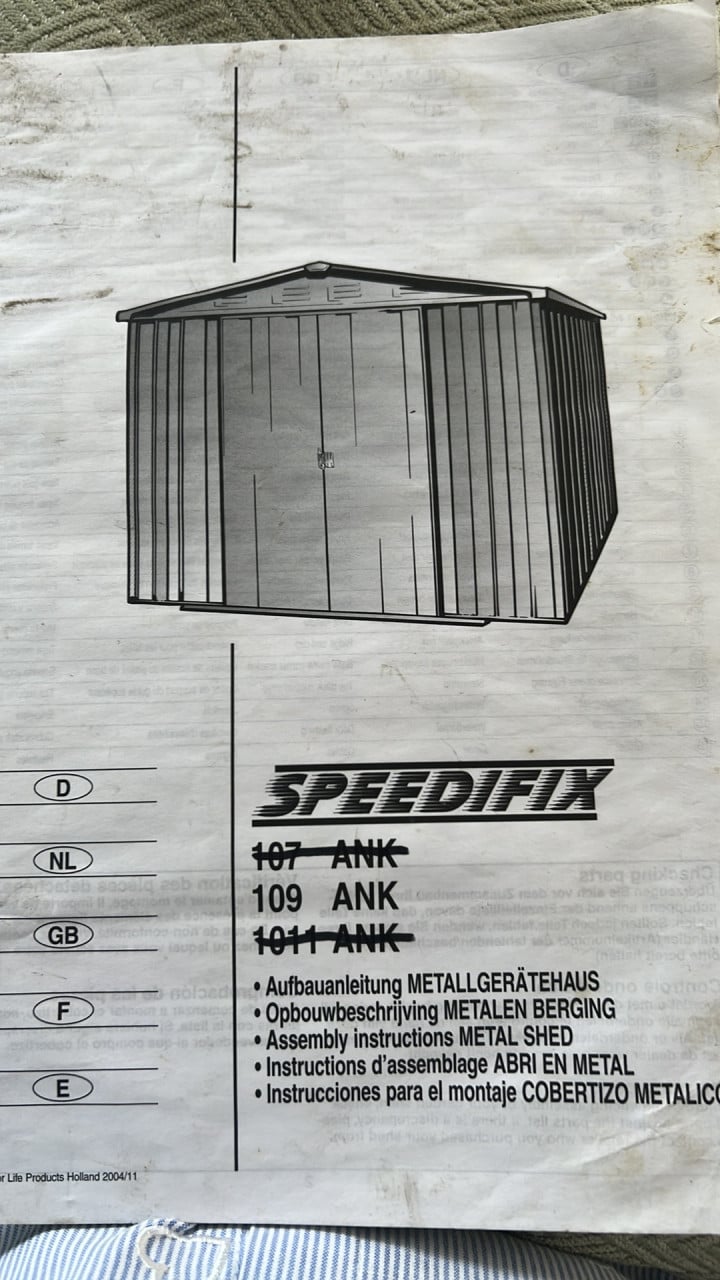 D
NL
GB
F
E
SPEEDIFIX
107 ANK
109 ANK
1011 ANK
• Aufbauanleitung METALLGERÄTEHAUS
• Opbouwbeschrijving METALEN BERGING
• Assembly instructions METAL SHED
• Instructions d'assemblage ABRI EN METAL
• Instrucciones para el montaje COBERTIZO METALICO
r Life Products Holland 2004/11